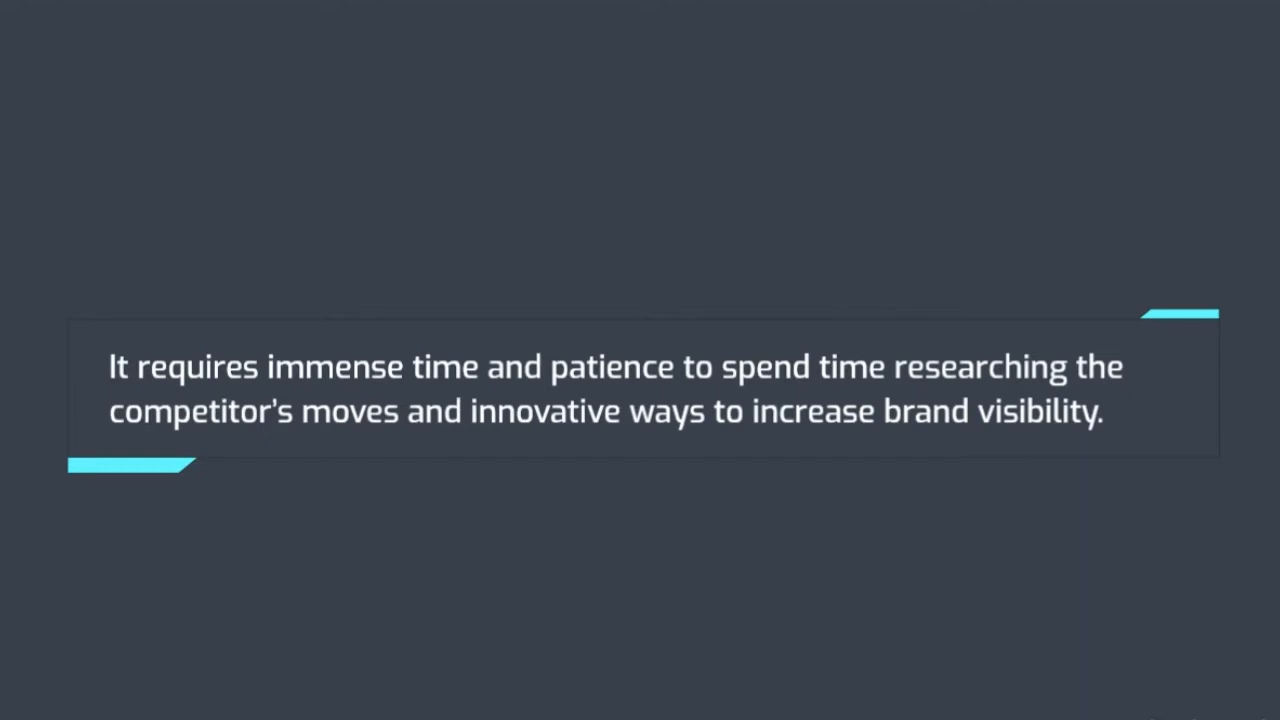 It requires immense time and patience to spend time researching the
competitor’s moves and innovative ways to increase brand visibility.